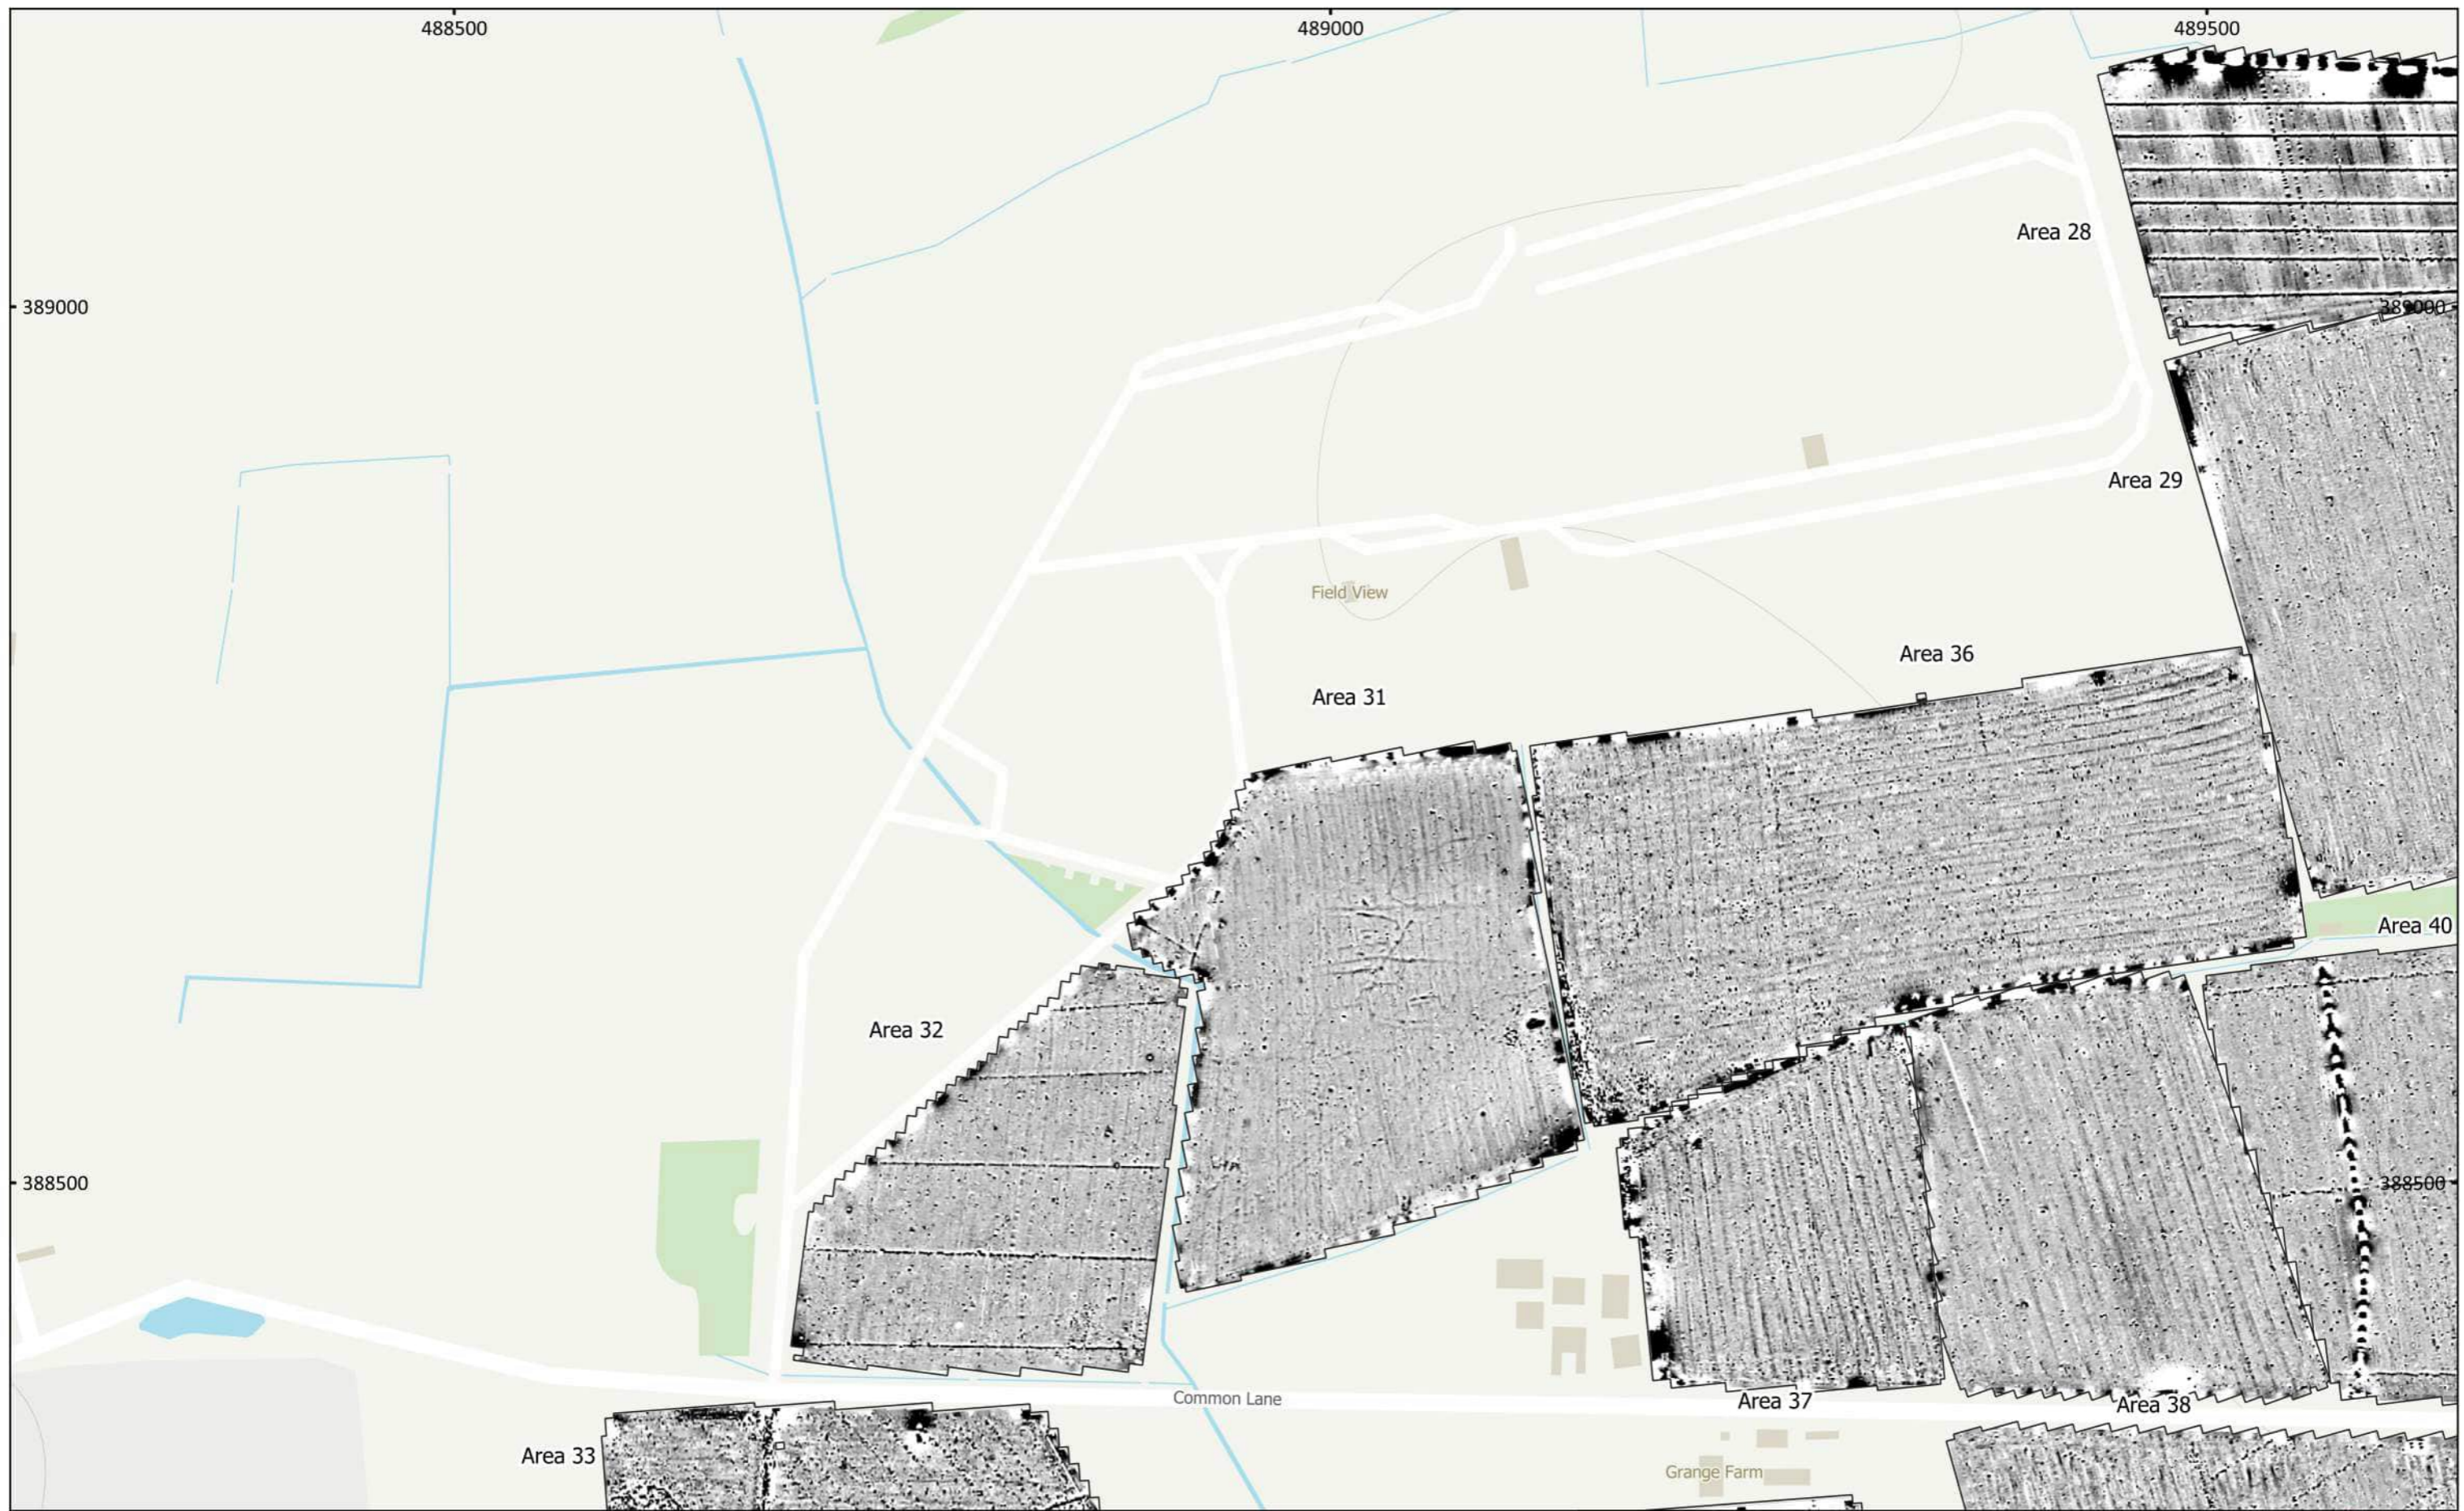 488500
489000
489500
Area 28
389000
389000
Area 29
Field View
Area 36
Area 31
Area 40
Area 32
388500
388500
Common Lane
Area 37
Area 38
Area 33
Grange Farm